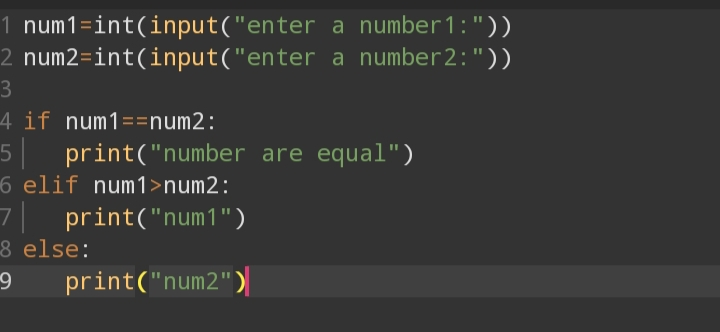 1 num1=int(input("enter a number1:"))
2 num2=int(input("enter a number2:"))
3
4 if num1==num2:
5    print("number are equal")
6 elif num1>num2:
7    print("num1")
8 else:
9    print("num2")